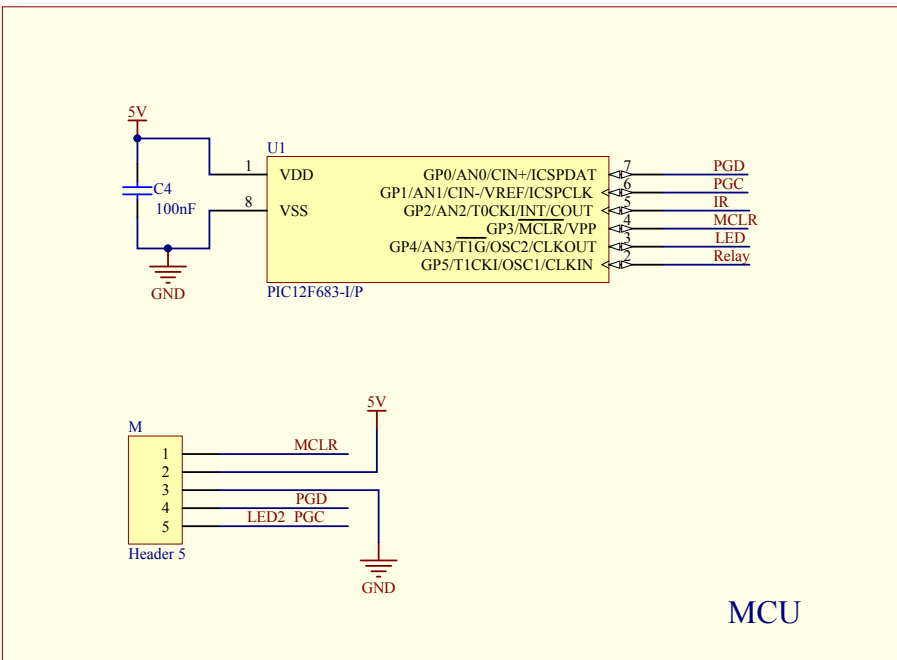 5V
C4
100nF
GND
U1
1 VDD
8 VSS
GP0/AN0/CIN+/ICSPDAT 7 PGD
GP1/AN1/CIN-/VREF/ICSPCLK 6 PGC
GP2/AN2/T0CKI/INT/COUT 5 IR
GP3/MCLR/VPP 4 MCLR
GP4/AN3/T1G/OSC2/CLKOUT 3 LED
GP5/T1CKI/OSC1/CLKIN 2 Relay
PIC12F683-I/P
5V
M
1 MCLR
2
3
4 PGD
5 LED2 PGC
Header 5
GND
MCU